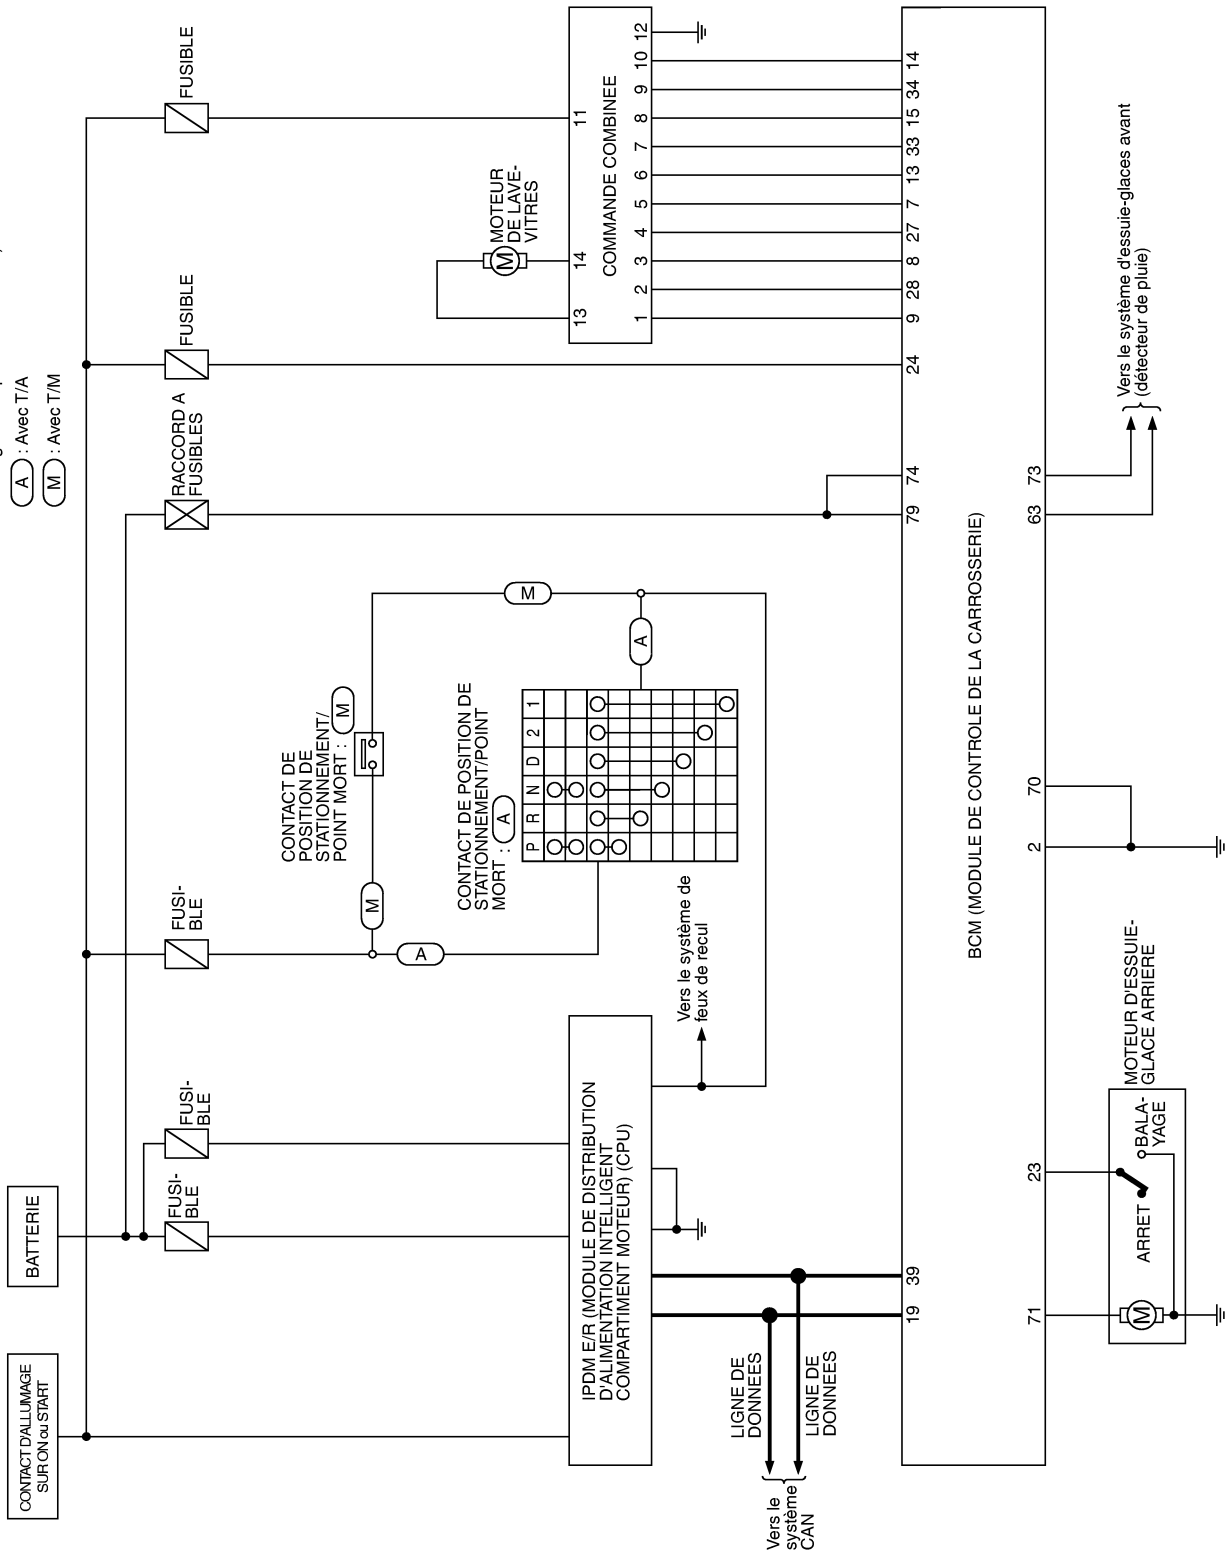 A : Avec T/A
M : Avec T/M
CONTACT D'ALLUMAGE
SUR ON ou START
BATTERIE
FUSI-
BLE
FUSI-
BLE
FUSI-
BLE
RACCORD A
FUSIBLES
FUSIBLE
FUSIBLE
CONTACT DE
POSITION DE
STATIONNEMENT/
POINT MORT : M
M
M
A
A
CONTACT DE POSITION DE
STATIONNEMENT/POINT
MORT : A
P R N D 2 1
MOTEUR
DE LAVE-
VITRES
M
13 14 11
COMMANDE COMBINEE
1 2 3 4 5 6 7 8 9 10 12
IPDM E/R (MODULE DE DISTRIBUTION
D'ALIMENTATION INTELLIGENT
COMPARTIMENT MOTEUR) (CPU)
Vers le système de
feux de recul
LIGNE DE
DONNEES
LIGNE DE
DONNEES
Vers le
système
CAN
19 39 79 74 24 9 28 8 27 7 13 33 15 34 14
BCM (MODULE DE CONTROLE DE LA CARROSSERIE)
71 23 2 70 63 73
MOTEUR D'ESSUIE-
GLACE ARRIERE
M
ARRET
BALA-
YAGE
Vers le système d'essuie-glaces avant
(détecteur de pluie)